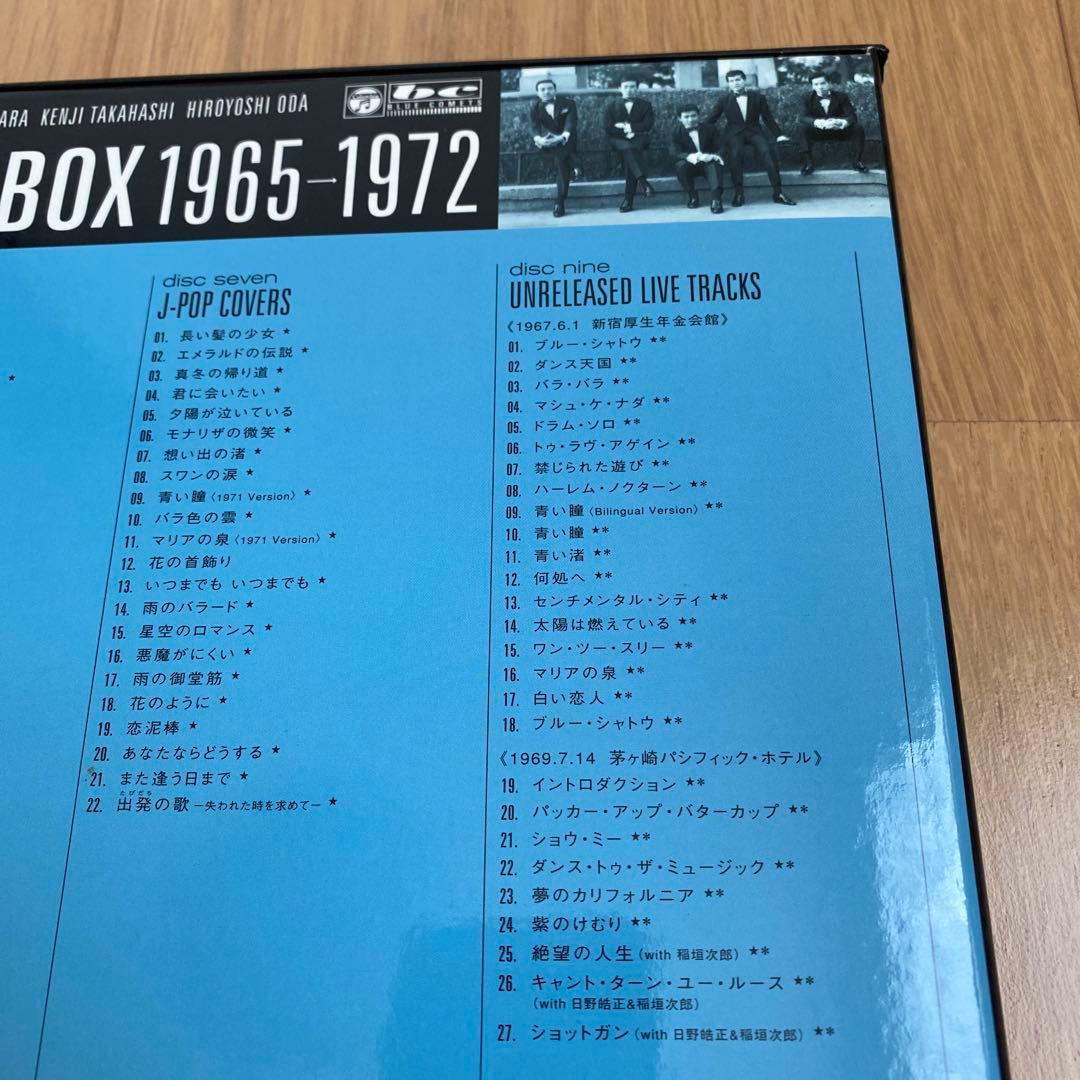 ARA KENJI TAKAHASHI HIROYOSHI ODA
bc
BLUE COMETS
BOX 1965→1972
disc seven
J-POP COVERS
01. 長い髪の少女 ★
02. エメラルドの伝説 ★
03. 真冬の帰り道 ★
04. 君に会いたい ★
05. 夕陽が泣いている
06. モナリザの微笑 ★
07. 想い出の渚 ★
08. スワンの涙 ★
09. 青い瞳〈1971 Version〉★
10. バラ色の雲 ★
11. マリアの泉〈1971 Version〉★
12. 花の首飾り
13. いつまでも いつまでも ★
14. 雨のバラード ★
15. 星空のロマンス ★
16. 悪魔がにくい ★
17. 雨の御堂筋 ★
18. 花のように ★
19. 恋泥棒 ★
20. あなたならどうする ★
21. また逢う日まで ★
たびだち
22. 出発の歌 ー失われた時を求めてー ★
★
disc nine
UNRELEASED LIVE TRACKS
《1967.6.1 新宿厚生年金会館》
01. ブルー・シャトウ ★*
02. ダンス天国 ★*
03. バラ・バラ ★*
04. マシュ・ケ・ナダ ★*
05. ドラム・ソロ ★*
06. トゥ・ラヴ・アゲイン ★*
07. 禁じられた遊び ★*
08. ハーレム・ノクターン ★*
09. 青い瞳〈Bilingual Version〉★*
10. 青い瞳 ★*
11. 青い渚 ★*
12. 何処へ ★*
13. センチメンタル・シティ ★*
14. 太陽は燃えている ★*
15. ワン・ツー・スリー ★*
16. マリアの泉 ★*
17. 白い恋人 ★*
18. ブルー・シャトウ ★*
《1969.7.14 茅ヶ崎パシフィック・ホテル》
19. イントロダクション ★*
20. バッカー・アップ・バターカップ ★*
21. ショウ・ミー ★*
22. ダンス・トゥ・ザ・ミュージック ★*
23. 夢のカリフォルニア ★*
24. 紫のけむり ★*
25. 絶望の人生(with 稲垣次郎) ★*
26. キャント・ターン・ユー・ルース ★*
(with 日野皓正&稲垣次郎)
27. ショットガン(with 日野皓正&稲垣次郎) ★*